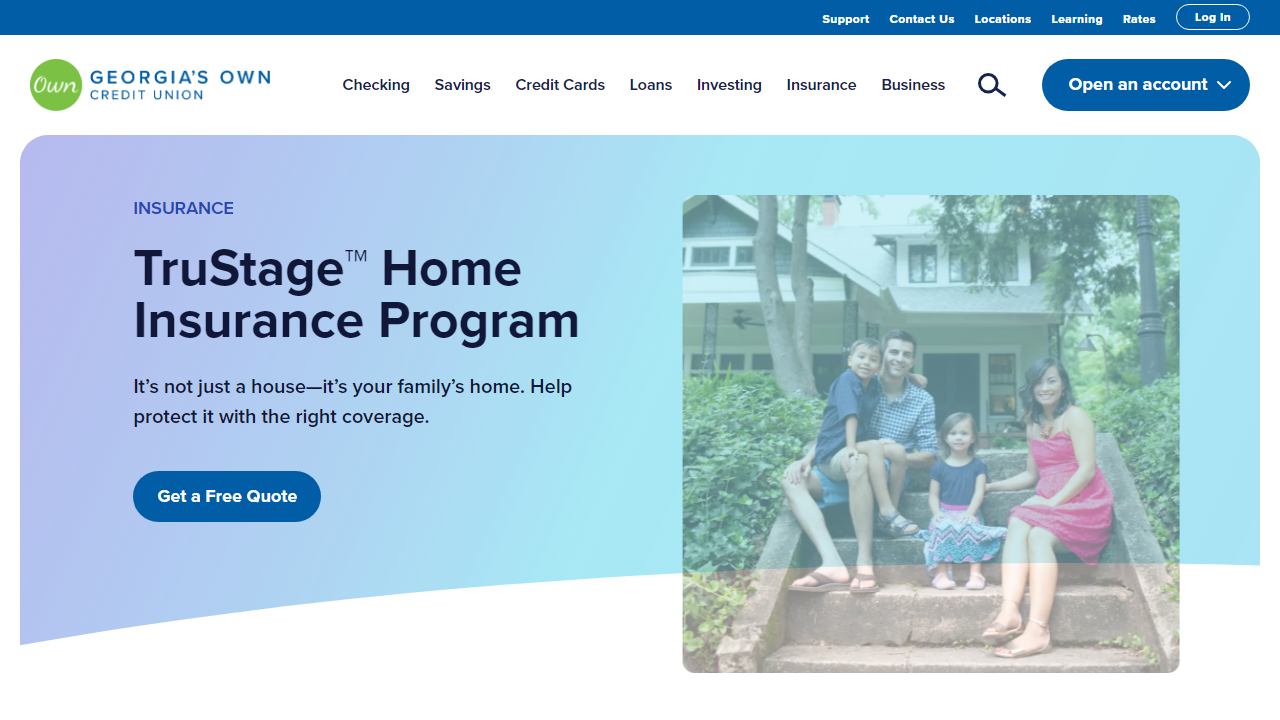 Support Contact Us Locations Learning Rates Log In
Own GEORGIA'S OWN
CREDIT UNION
Checking Savings Credit Cards Loans Investing Insurance Business
Open an account
INSURANCE
TruStage™ Home
Insurance Program
It’s not just a house—it’s your family’s home. Help
protect it with the right coverage.
Get a Free Quote